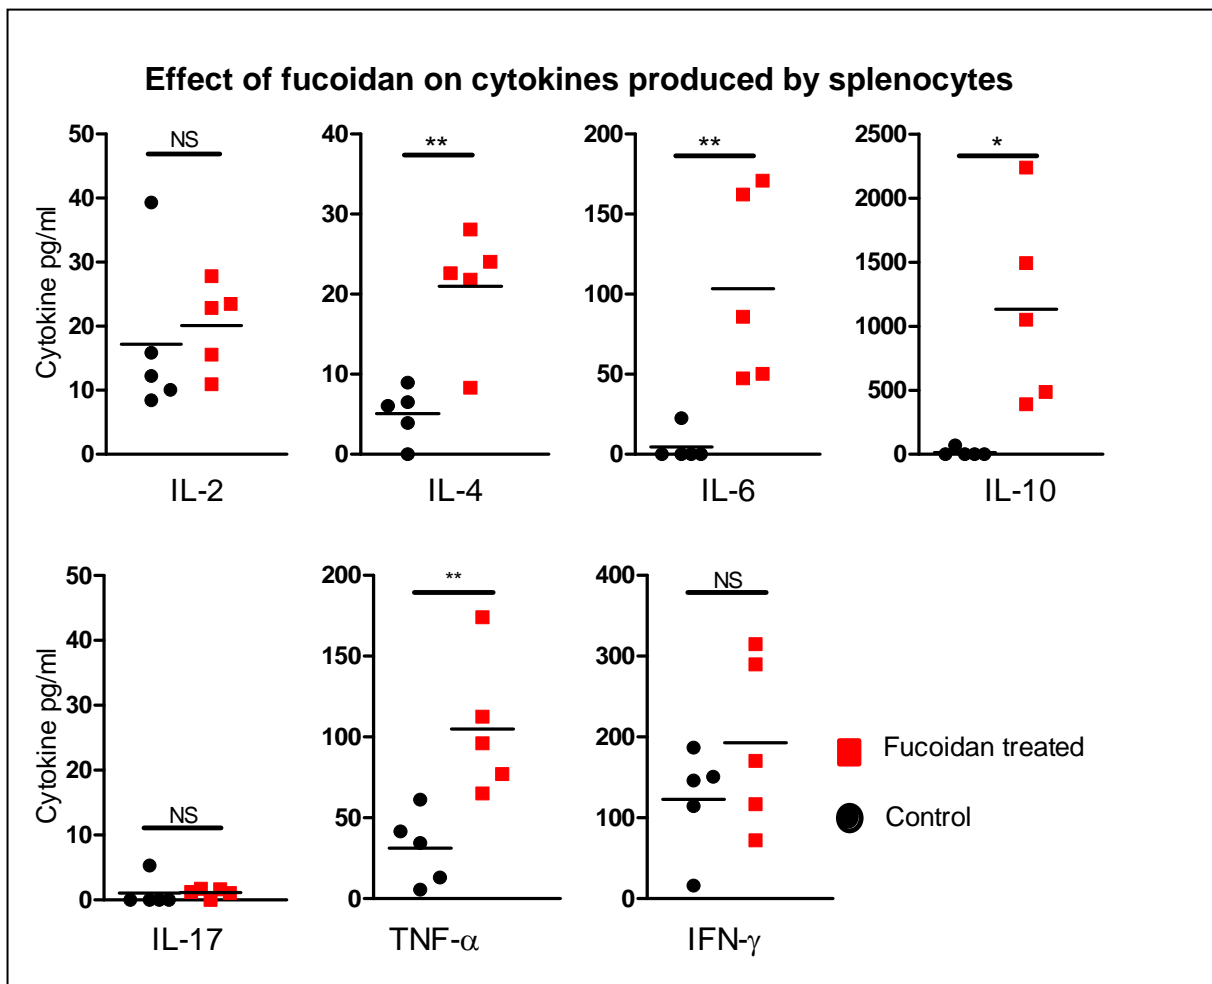 Effect of fucoidan on cytokines produced by splenocytes
Cytokine pg/ml
50
40
30
20
10
0
NS
IL-2
40
30
20
10
0
**
IL-4
200
150
100
50
0
**
IL-6
2500
2000
1500
1000
500
0
*
IL-10
Cytokine pg/ml
50
40
30
20
10
0
NS
IL-17
200
150
100
50
0
**
TNF-α
400
300
200
100
0
NS
IFN-γ
Fucoidan treated
Control